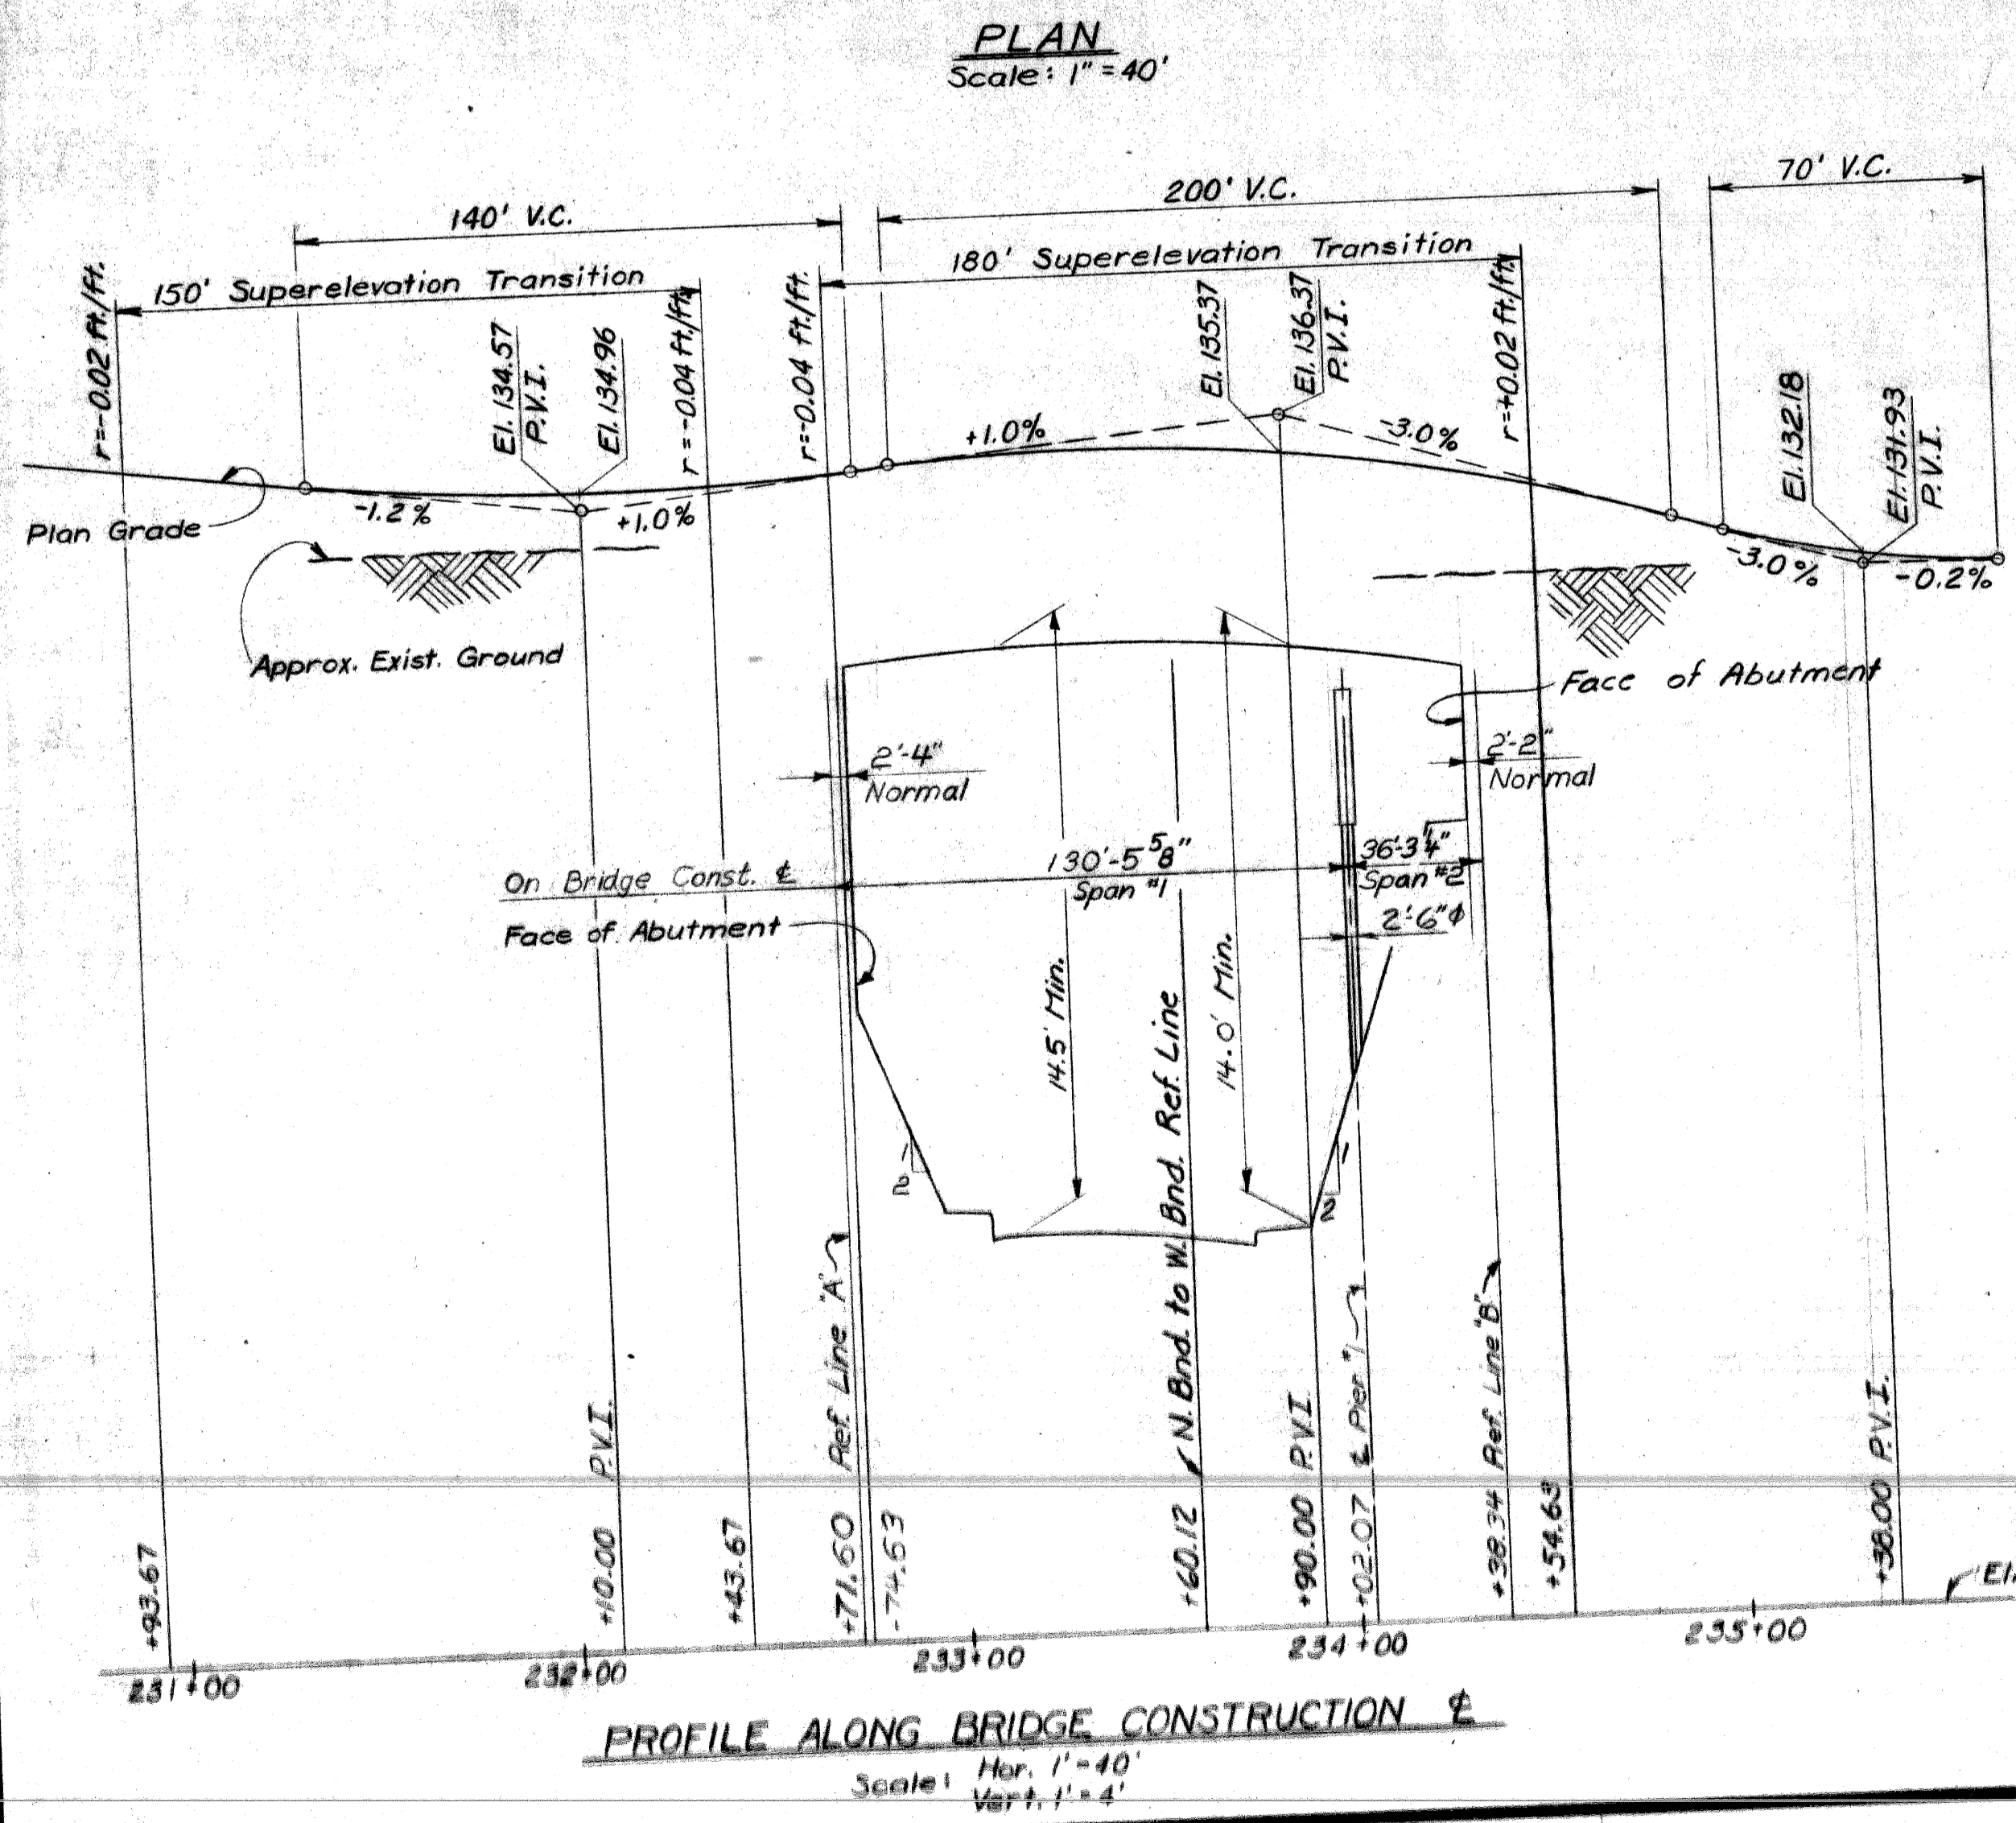 PLAN
Scale: 1" = 40'
140' V.C.
200' V.C.
70' V.C.
150' Superelevation Transition
180' Superelevation Transition
r=-0.02 ft./ft.
El. 134.57
P.V.I.
El. 134.96
r=-0.04 ft./ft.
r=-0.04 ft./ft.
El. 135.37
El. 136.37
P.V.I.
r=+0.02 ft./ft.
El. 132.18
El. 131.93
P.V.I.
+1.0%
-3.0%
Plan Grade
-1.2%
+1.0%
-3.0%
-0.2%
Approx. Exist. Ground
Face of Abutment
2'-4"
Normal
2'-2"
Normal
On Bridge Const. ℄
130'-5 5/8"
Span #1
36'-3 1/4"
Span #2
Face of Abutment
2'-6"φ
14.5' Min.
14.0' Min.
1
2
1
2
Ref. Line "A"
N. Bnd. to W. Bnd. Ref. Line
℄ Pier #1
Ref. Line "B"
+93.67
+10.00 P.V.I.
+43.67
+71.60
-74.63
+60.12
+90.00 P.V.I.
+02.07
+38.34
+54.63
+38.00 P.V.I.
El.
231+00
232+00
233+00
234+00
235+00
PROFILE ALONG BRIDGE CONSTRUCTION ℄
Scale: Hor. 1"=40'
Vert. 1"=4'